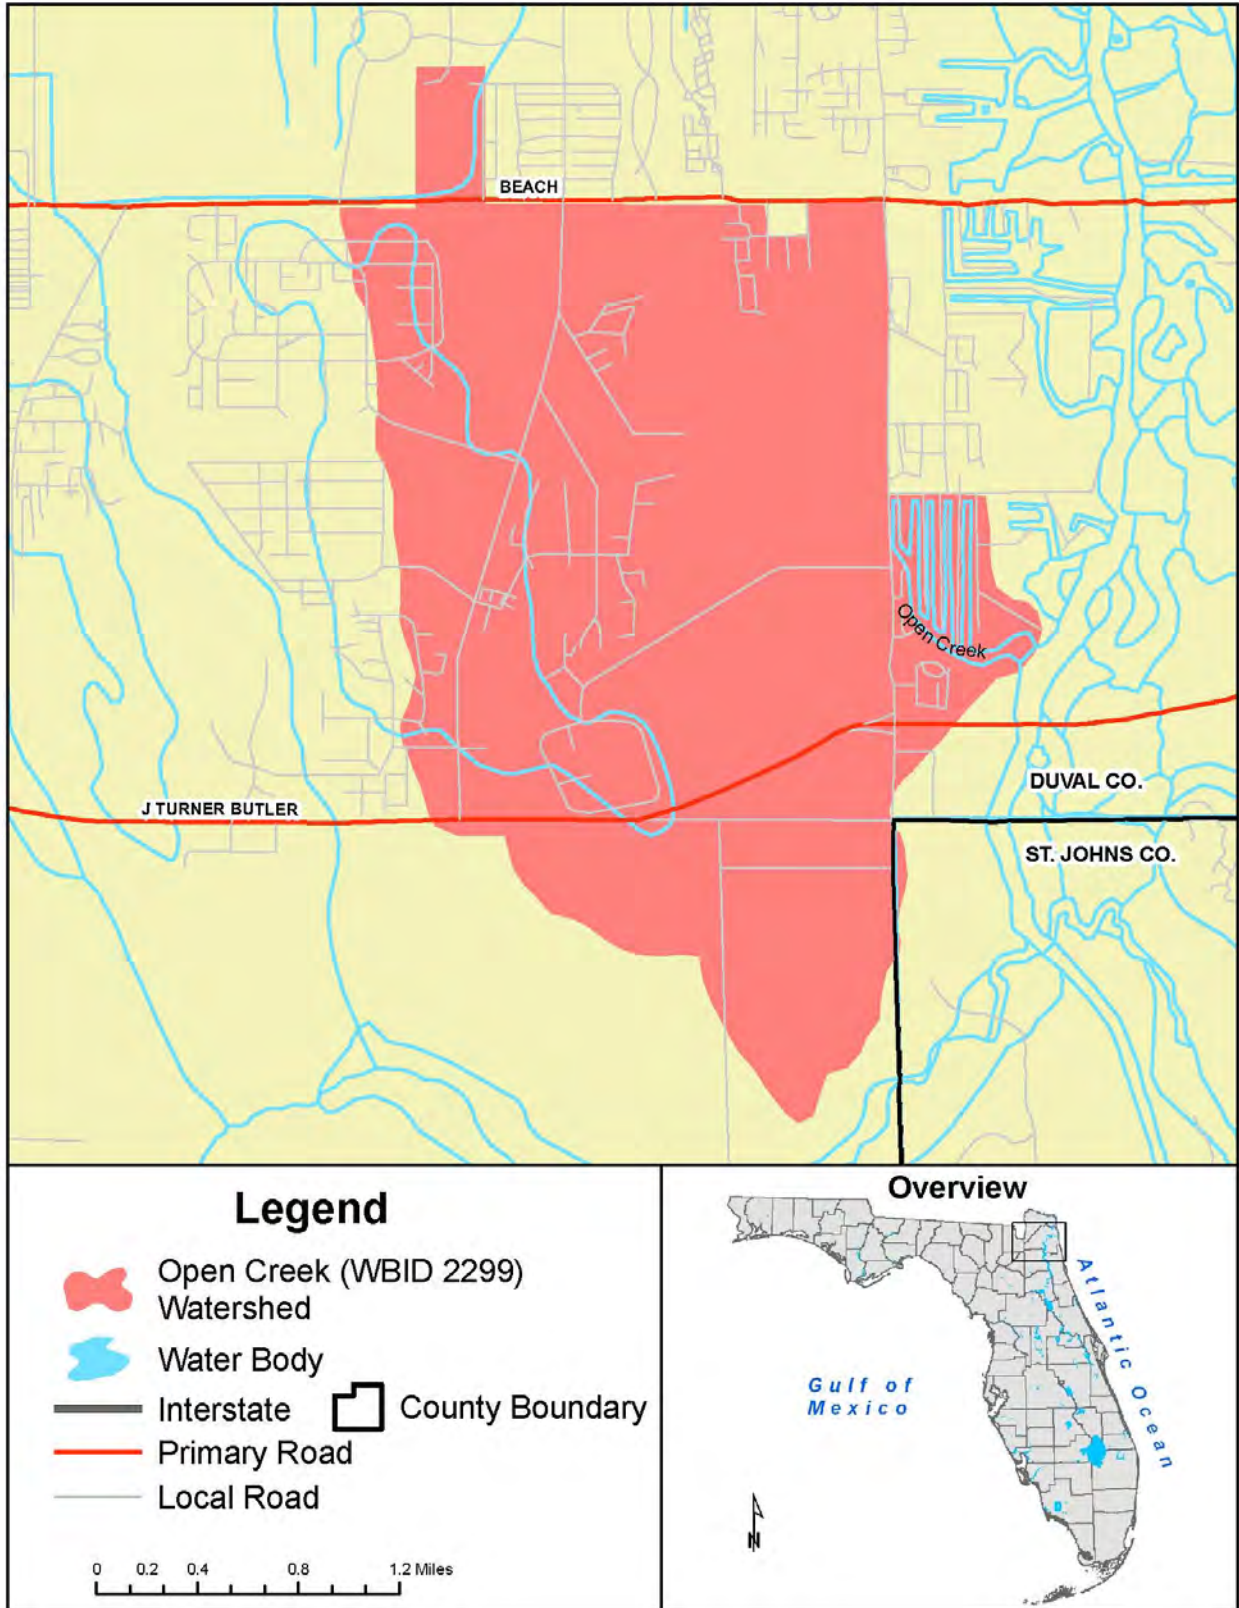 BEACH
Open Creek
DUVAL CO.
J TURNER BUTLER
ST. JOHNS CO.
Legend
Open Creek (WBID 2299)
Watershed
Water Body
Interstate
County Boundary
Primary Road
Local Road
0 0.2 0.4 0.8 1.2 Miles
Overview
Atlantic Ocean
Gulf of
Mexico
N